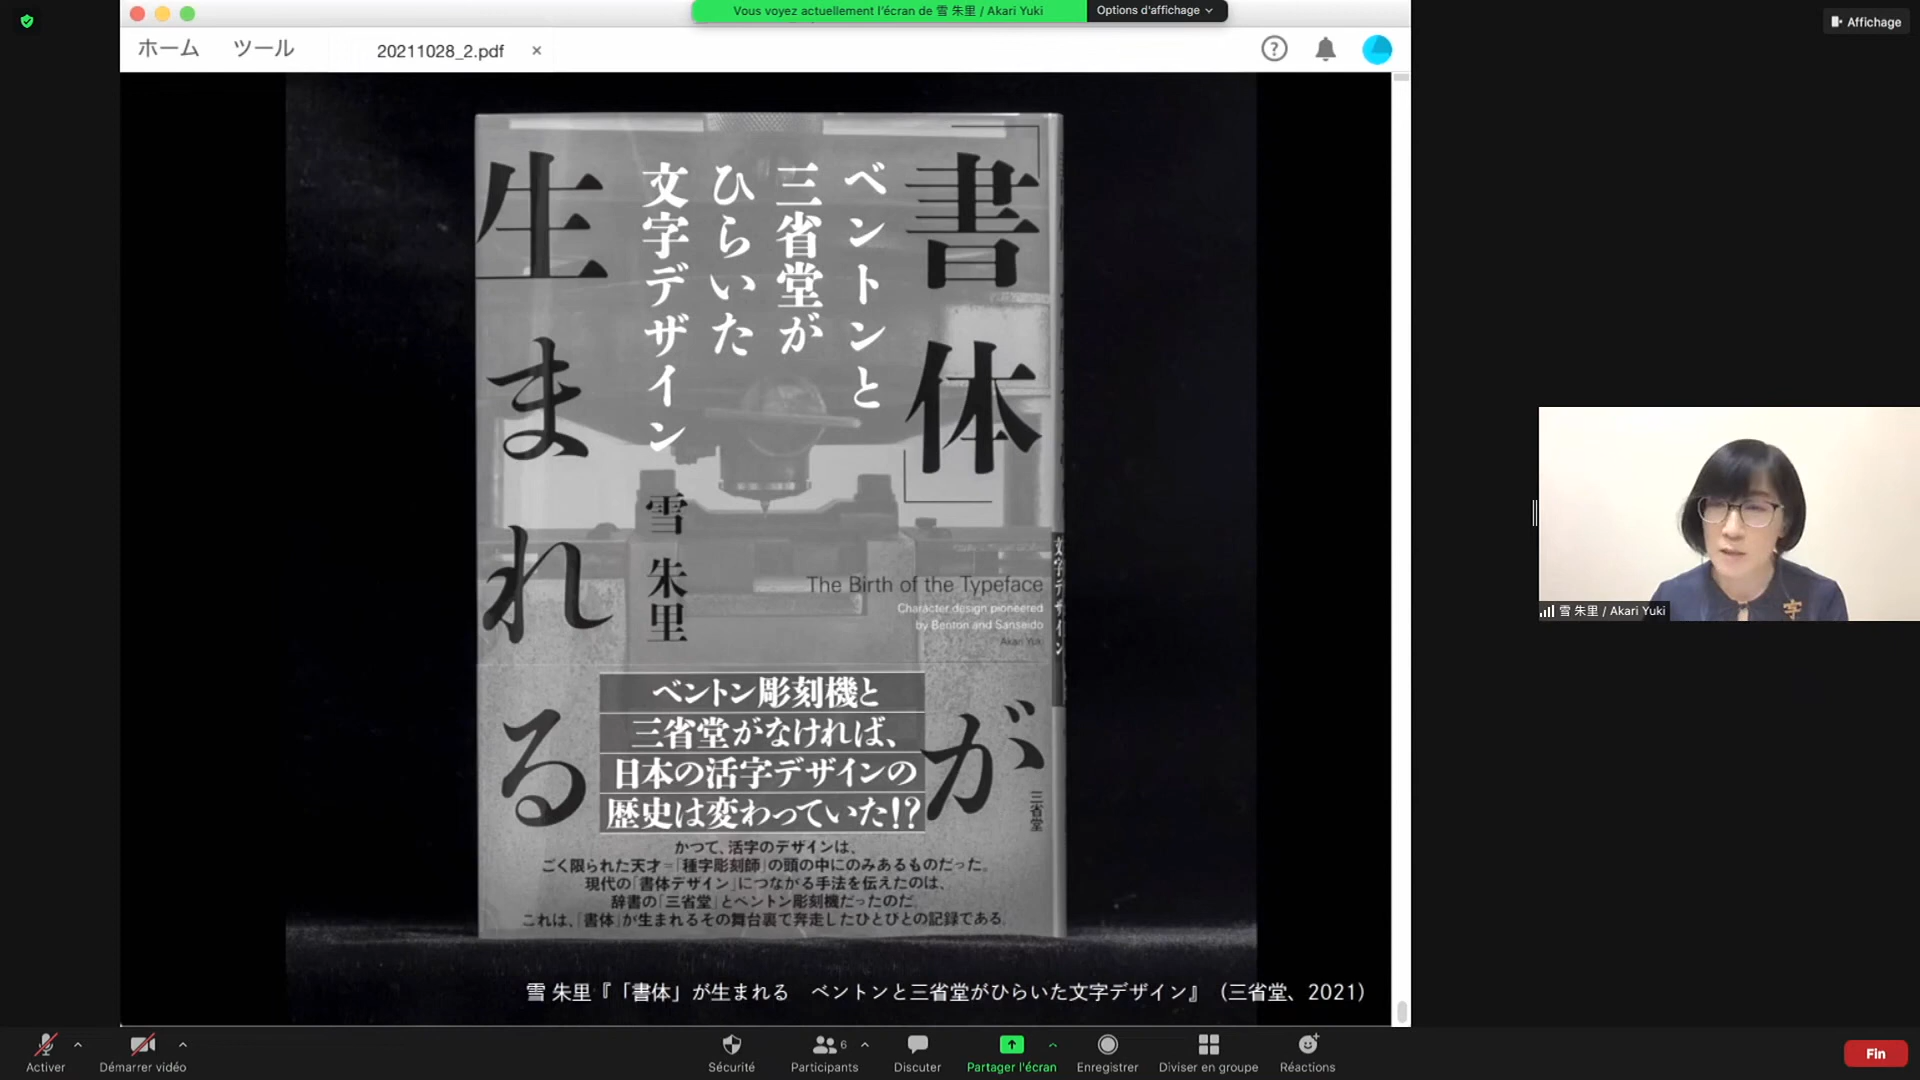 Vous voyez actuellement l'écran de 雪 朱里 / Akari Yuki
Options d'affichage
Affichage
ホーム
ツール
20211028_2.pdf
「書体」が
生まれる
ベントンと
三省堂が
ひらいた
文字デザイン
雪 朱里
The Birth of the Typeface
Character design pioneered
by Benton and Sanseido
Akari Yuki
文字デザイン
ベントン彫刻機と
三省堂がなければ、
日本の活字デザインの
歴史は変わっていた!?
三省堂
かつて、活字のデザインは、
ごく限られた天才=「種字彫刻師」の頭の中にのみあるものだった。
現代の「書体デザイン」につながる手法を伝えたのは、
辞書の「三省堂」とベントン彫刻機だったのだ。
これは、「書体」が生まれるその舞台裏で奔走したひとびとの記録である。
雪 朱里『「書体」が生まれる ベントンと三省堂がひらいた文字デザイン』（三省堂、2021）
雪 朱里 / Akari Yuki
字
Activer
Démarrer vidéo
Sécurité
6
Participants
Discuter
Partager l'écran
Enregistrer
Diviser en groupe
Réactions
Fin